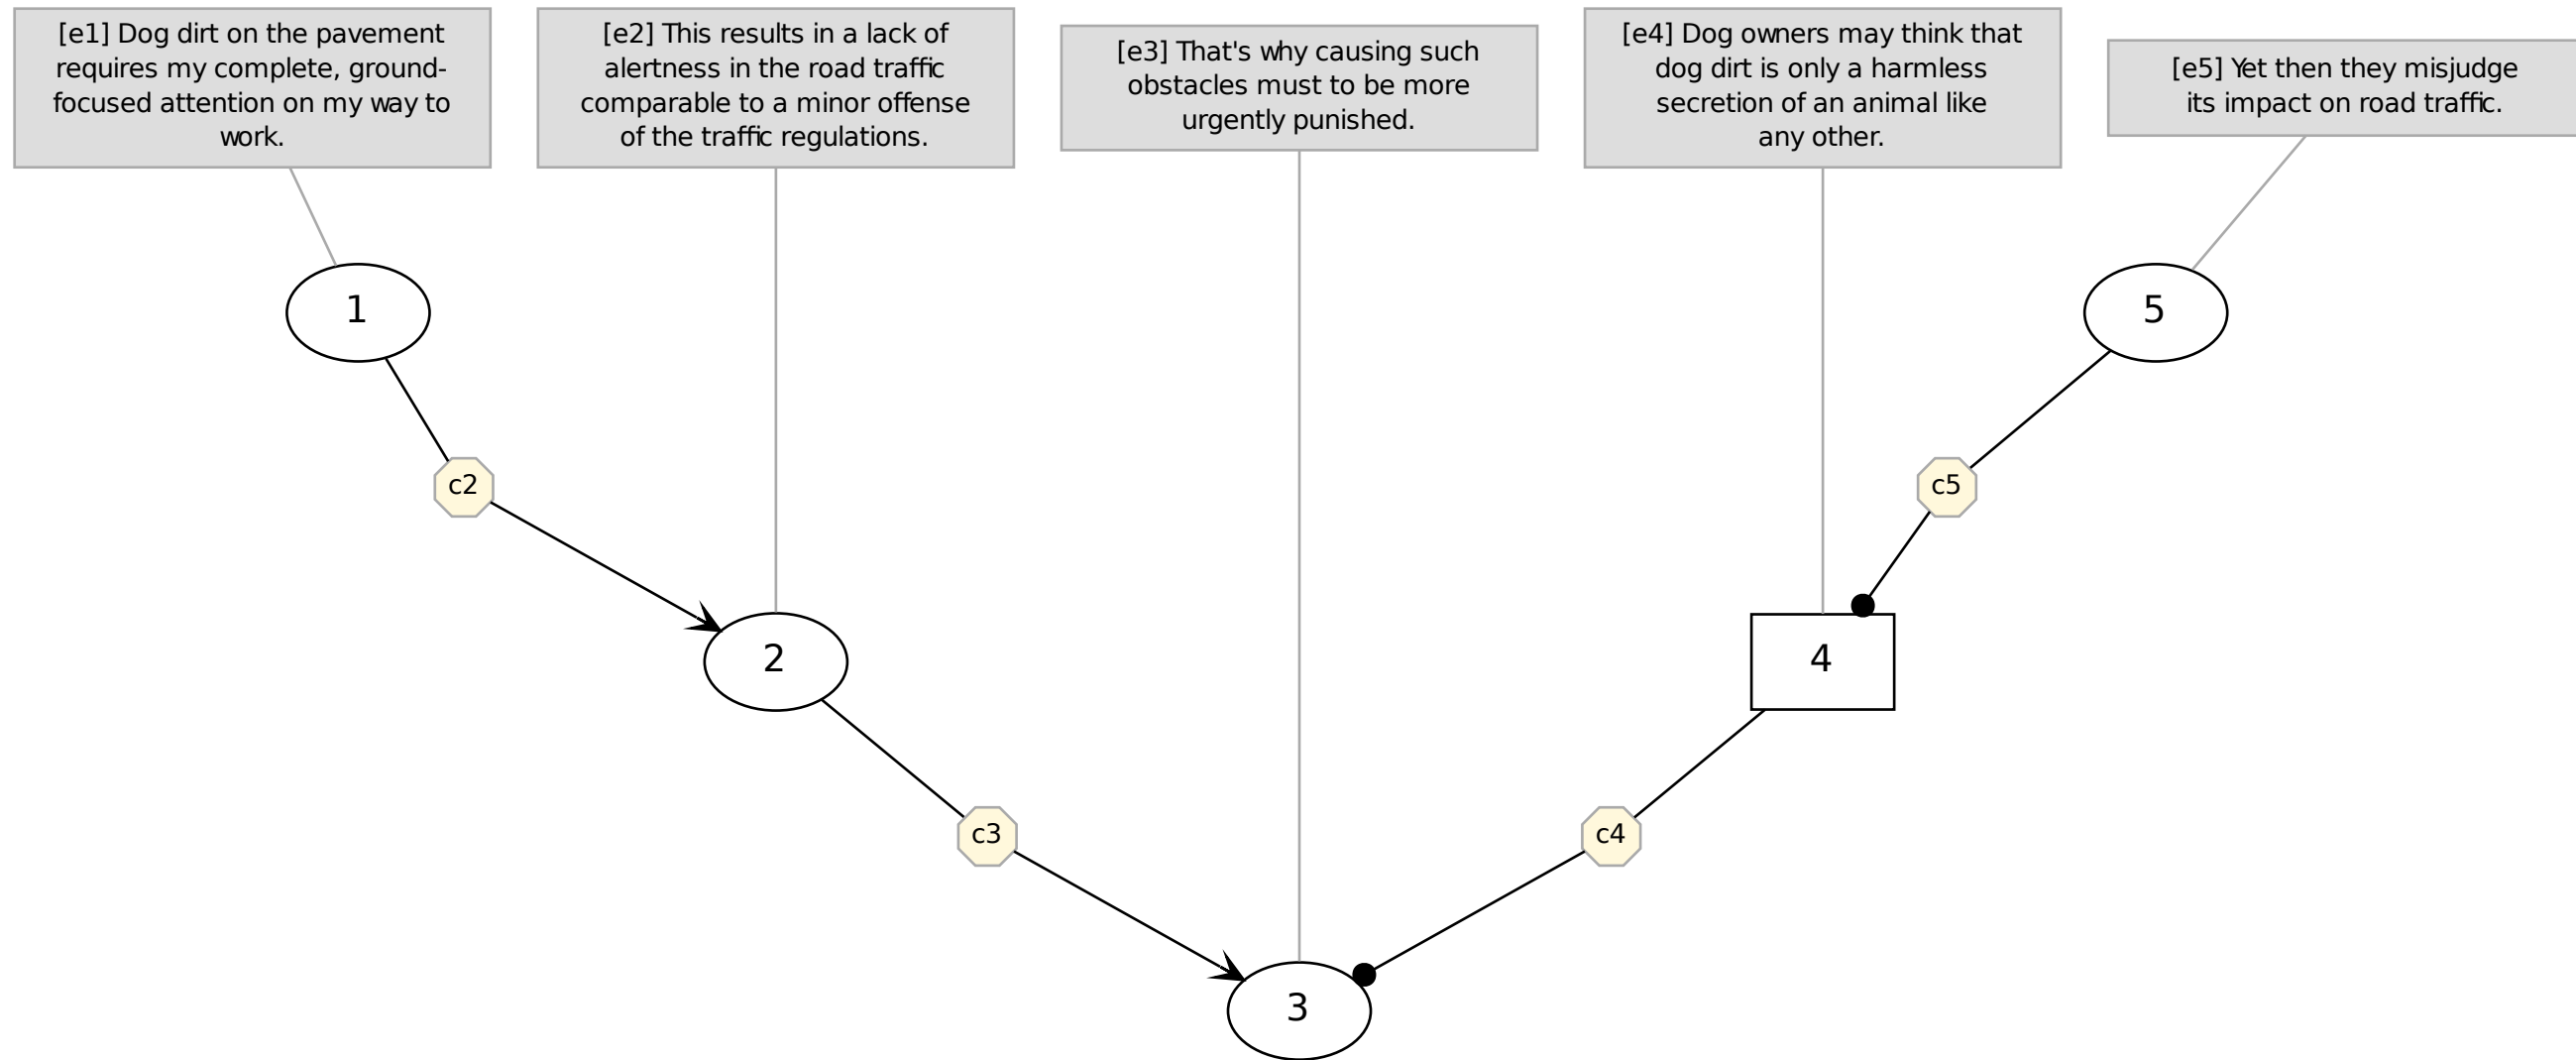 [e1] Dog dirt on the pavement
requires my complete, ground-
focused attention on my way to
work.
[e2] This results in a lack of
alertness in the road traffic
comparable to a minor offense
of the traffic regulations.
[e3] That's why causing such
obstacles must to be more
urgently punished.
[e4] Dog owners may think that
dog dirt is only a harmless
secretion of an animal like
any other.
[e5] Yet then they misjudge
its impact on road traffic.
1
5
c2
c5
2
4
c3
c4
3